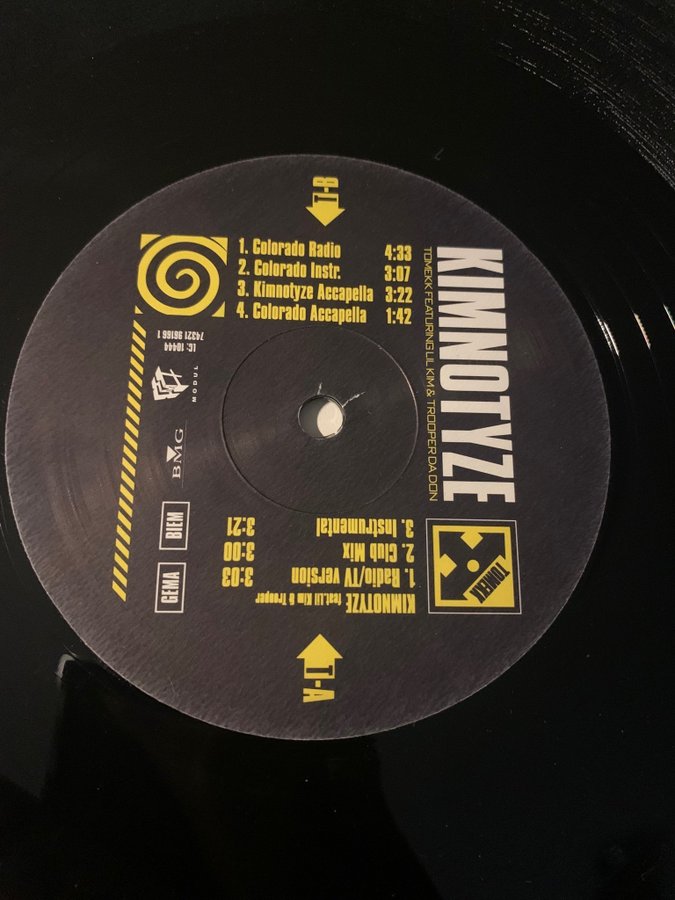 T-B
1. Colorado Radio 4:33
2. Colorado Instr. 3:07
3. Kimnotyze Accapella 3:22
4. Colorado Accapella 1:42
KIMNOTYZE
TOMEKK FEATURING LIL KIM & TROOPER DA DON
LC: 10444
74321 96166 1
MODUL
BMG
BIEM
GEMA
TOMEKK
KIMNOTYZE feat. Lil Kim & Trooper
1. Radio/TV version 3:03
2. Club Mix 3:00
3. Instrumental 3:21
T-A